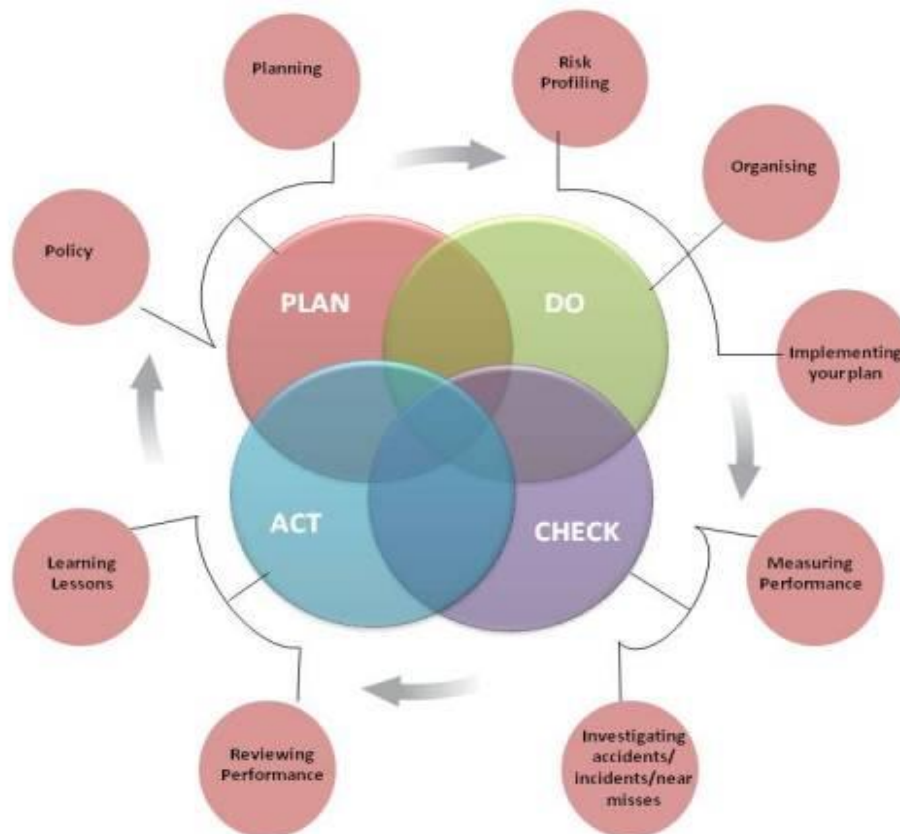 Planning
Risk
Profiling
Organising
Policy
PLAN
DO
Implementing
your plan
ACT
CHECK
Learning
Lessons
Measuring
Performance
Reviewing
Performance
Investigating
accidents/
incidents/near
misses